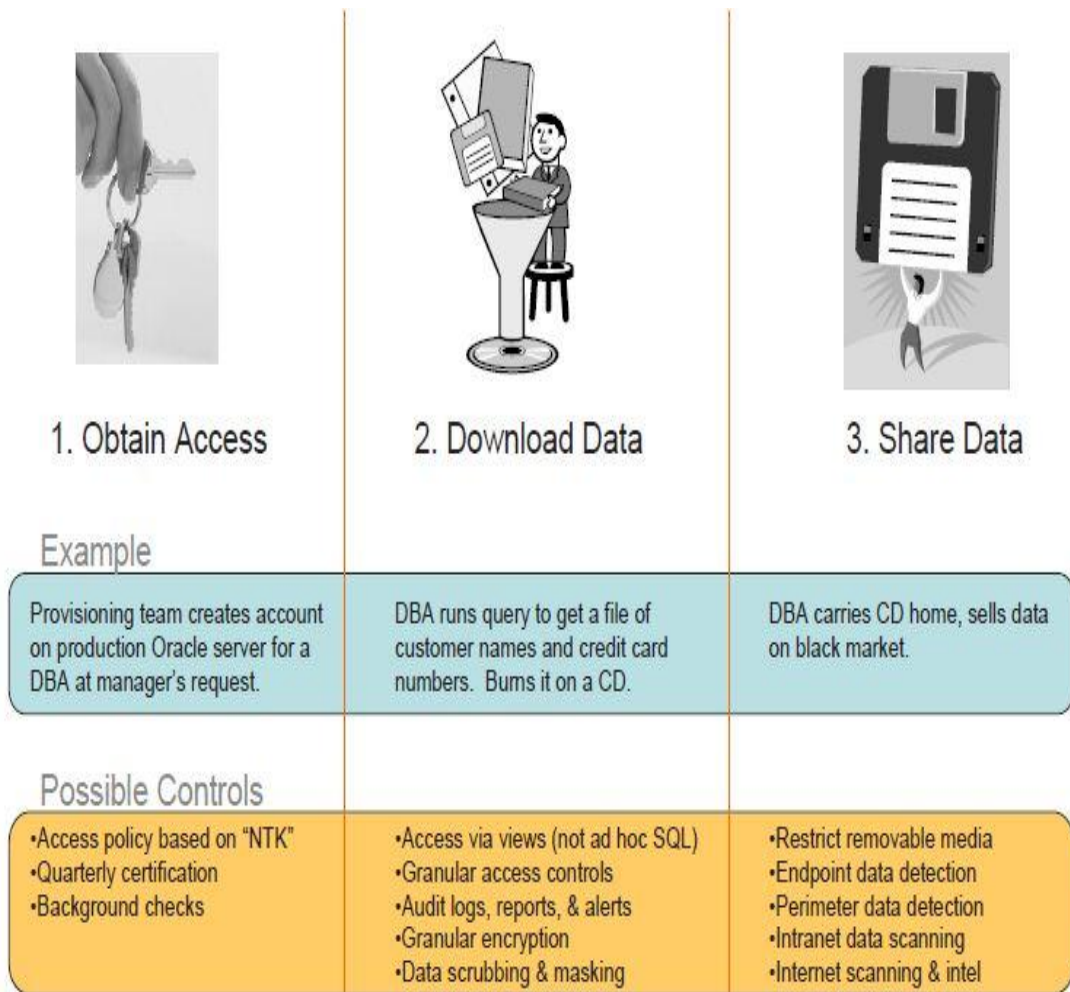 1. Obtain Access
2. Download Data
3. Share Data
Example
Provisioning team creates account
on production Oracle server for a
DBA at manager's request.
DBA runs query to get a file of
customer names and credit card
numbers. Burns it on a CD.
DBA carries CD home, sells data
on black market.
Possible Controls
•Access policy based on “NTK”
•Quarterly certification
•Background checks
•Access via views (not ad hoc SQL)
•Granular access controls
•Audit logs, reports, & alerts
•Granular encryption
•Data scrubbing & masking
•Restrict removable media
•Endpoint data detection
•Perimeter data detection
•Intranet data scanning
•Internet scanning & intel